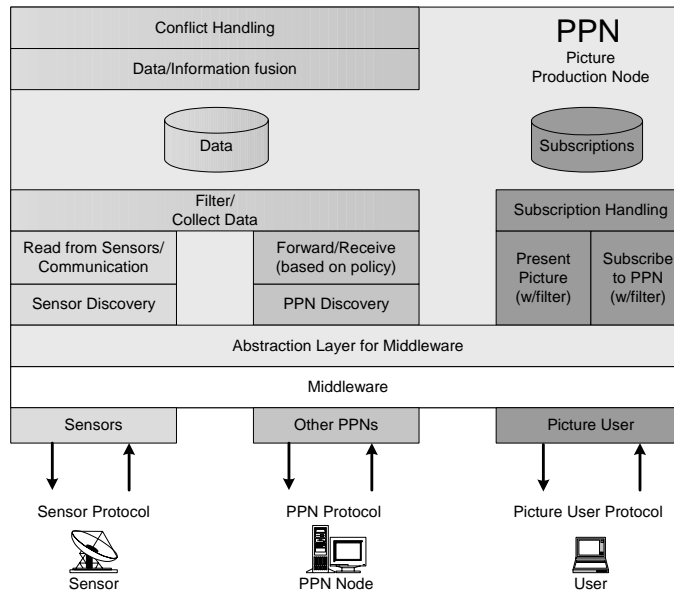 Conflict Handling
Data/Information fusion
PPN
Picture
Production Node
Data
Subscriptions
Filter/
Collect Data
Subscription Handling
Read from Sensors/
Communication
Forward/Receive
(based on policy)
Present
Picture
(w/filter)
Subscribe
to PPN
(w/filter)
Sensor Discovery
PPN Discovery
Abstraction Layer for Middleware
Middleware
Sensors
Other PPNs
Picture User
Sensor Protocol
PPN Protocol
Picture User Protocol
Sensor
PPN Node
User